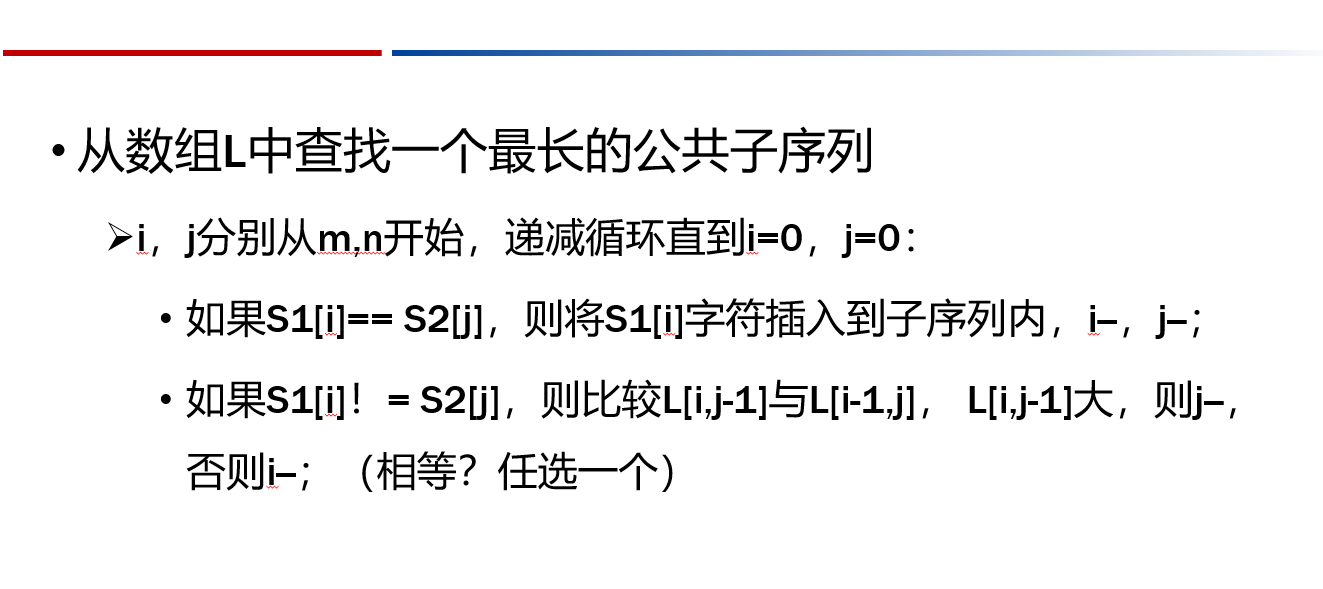 • 从数组L中查找一个最长的公共子序列
➢i，j分别从m,n开始，递减循环直到i=0，j=0：
• 如果S1[i]== S2[j]，则将S1[i]字符插入到子序列内，i–，j–；
• 如果S1[i]！= S2[j]，则比较L[i,j-1]与L[i-1,j]， L[i,j-1]大，则j–，
否则i–；（相等？任选一个）